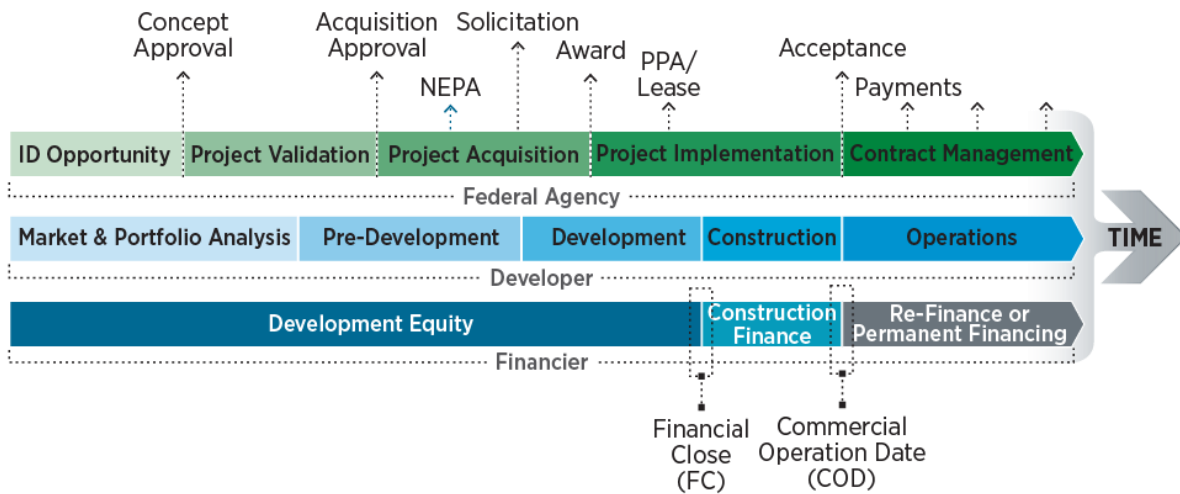 Concept
Approval
Acquisition
Approval
Solicitation
NEPA
Award
PPA/
Lease
Acceptance
Payments
ID Opportunity
Project Validation
Project Acquisition
Project Implementation
Contract Management
Federal Agency
Market & Portfolio Analysis
Pre-Development
Development
Construction
Operations
TIME
Developer
Development Equity
Construction
Finance
Re-Finance or
Permanent Financing
Financier
Financial
Close
(FC)
Commercial
Operation Date
(COD)